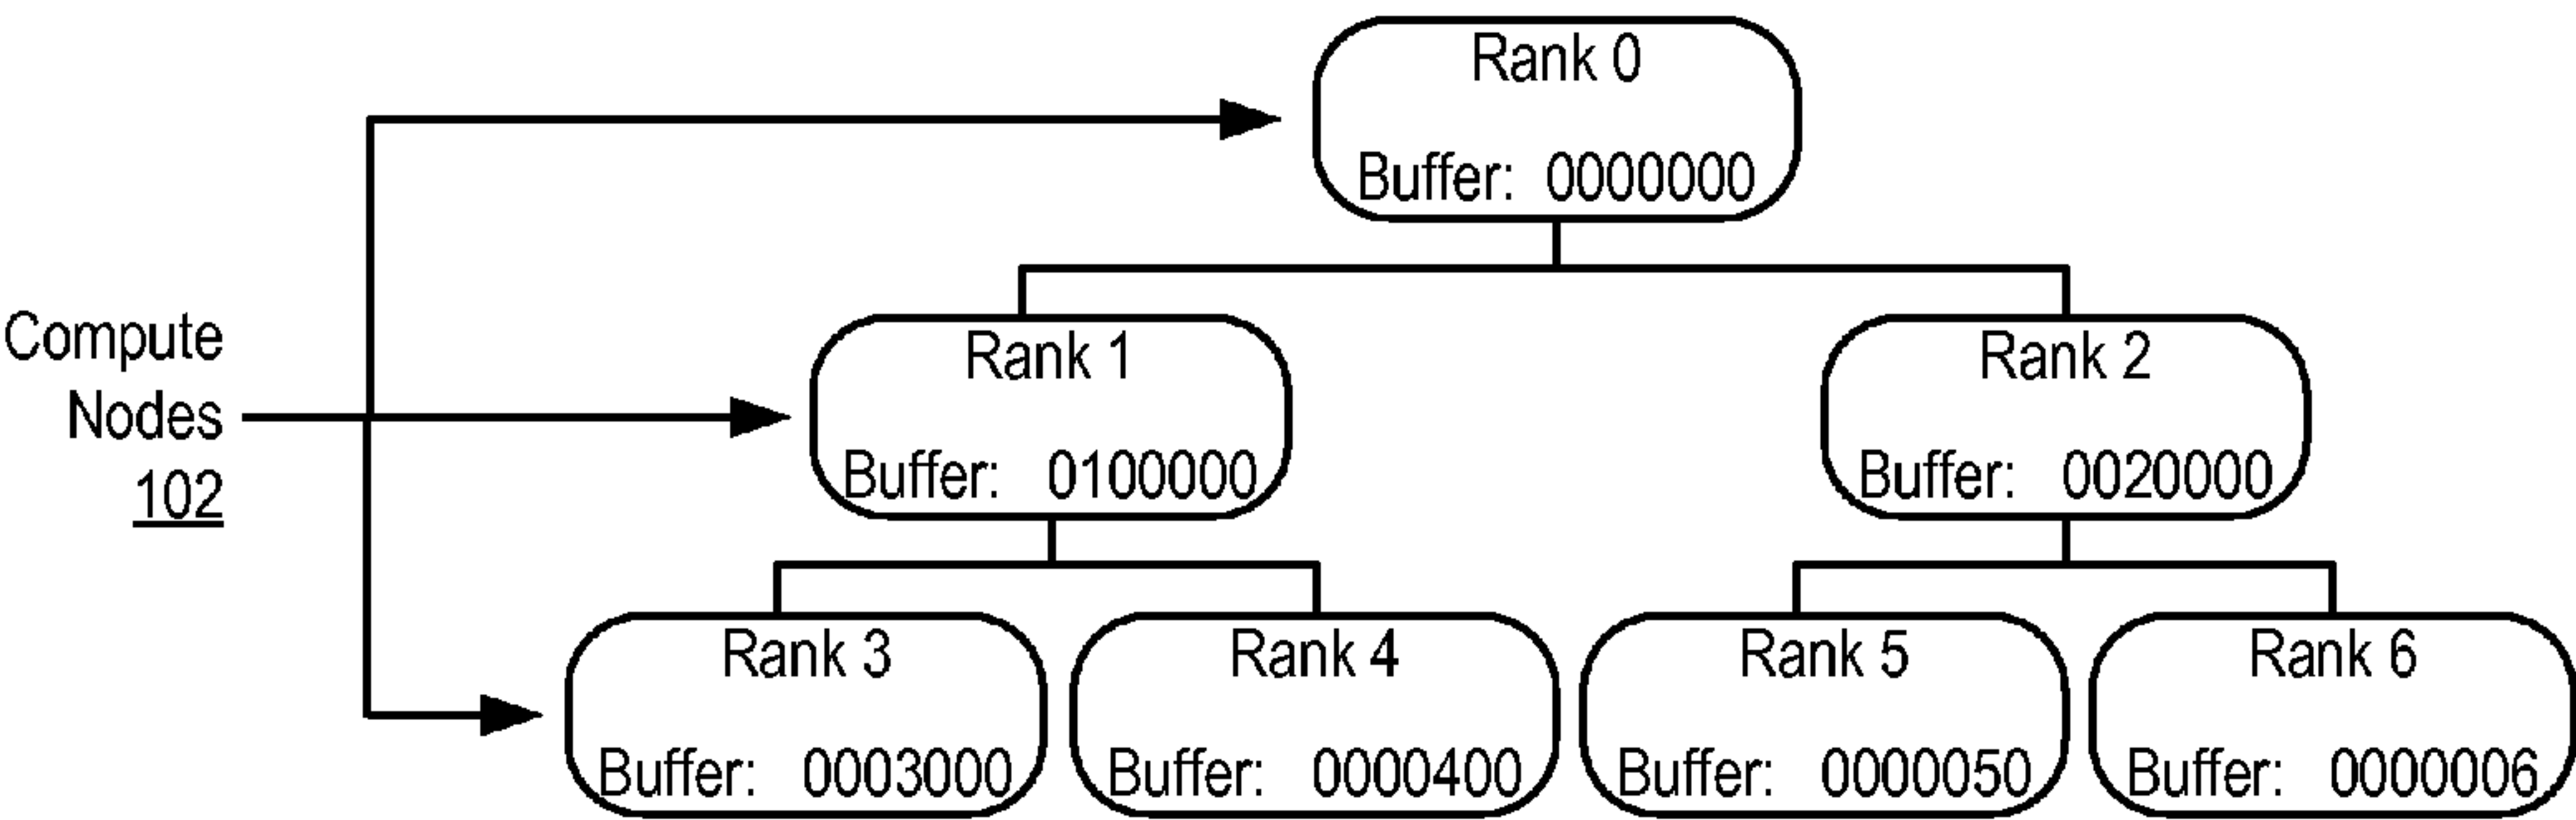 Rank 0
Buffer: 0000000
Compute
Nodes
102
Rank 1
Buffer: 0100000
Rank 2
Buffer: 0020000
Rank 3
Buffer: 0003000
Rank 4
Buffer: 0000400
Rank 5
Buffer: 0000050
Rank 6
Buffer: 0000006